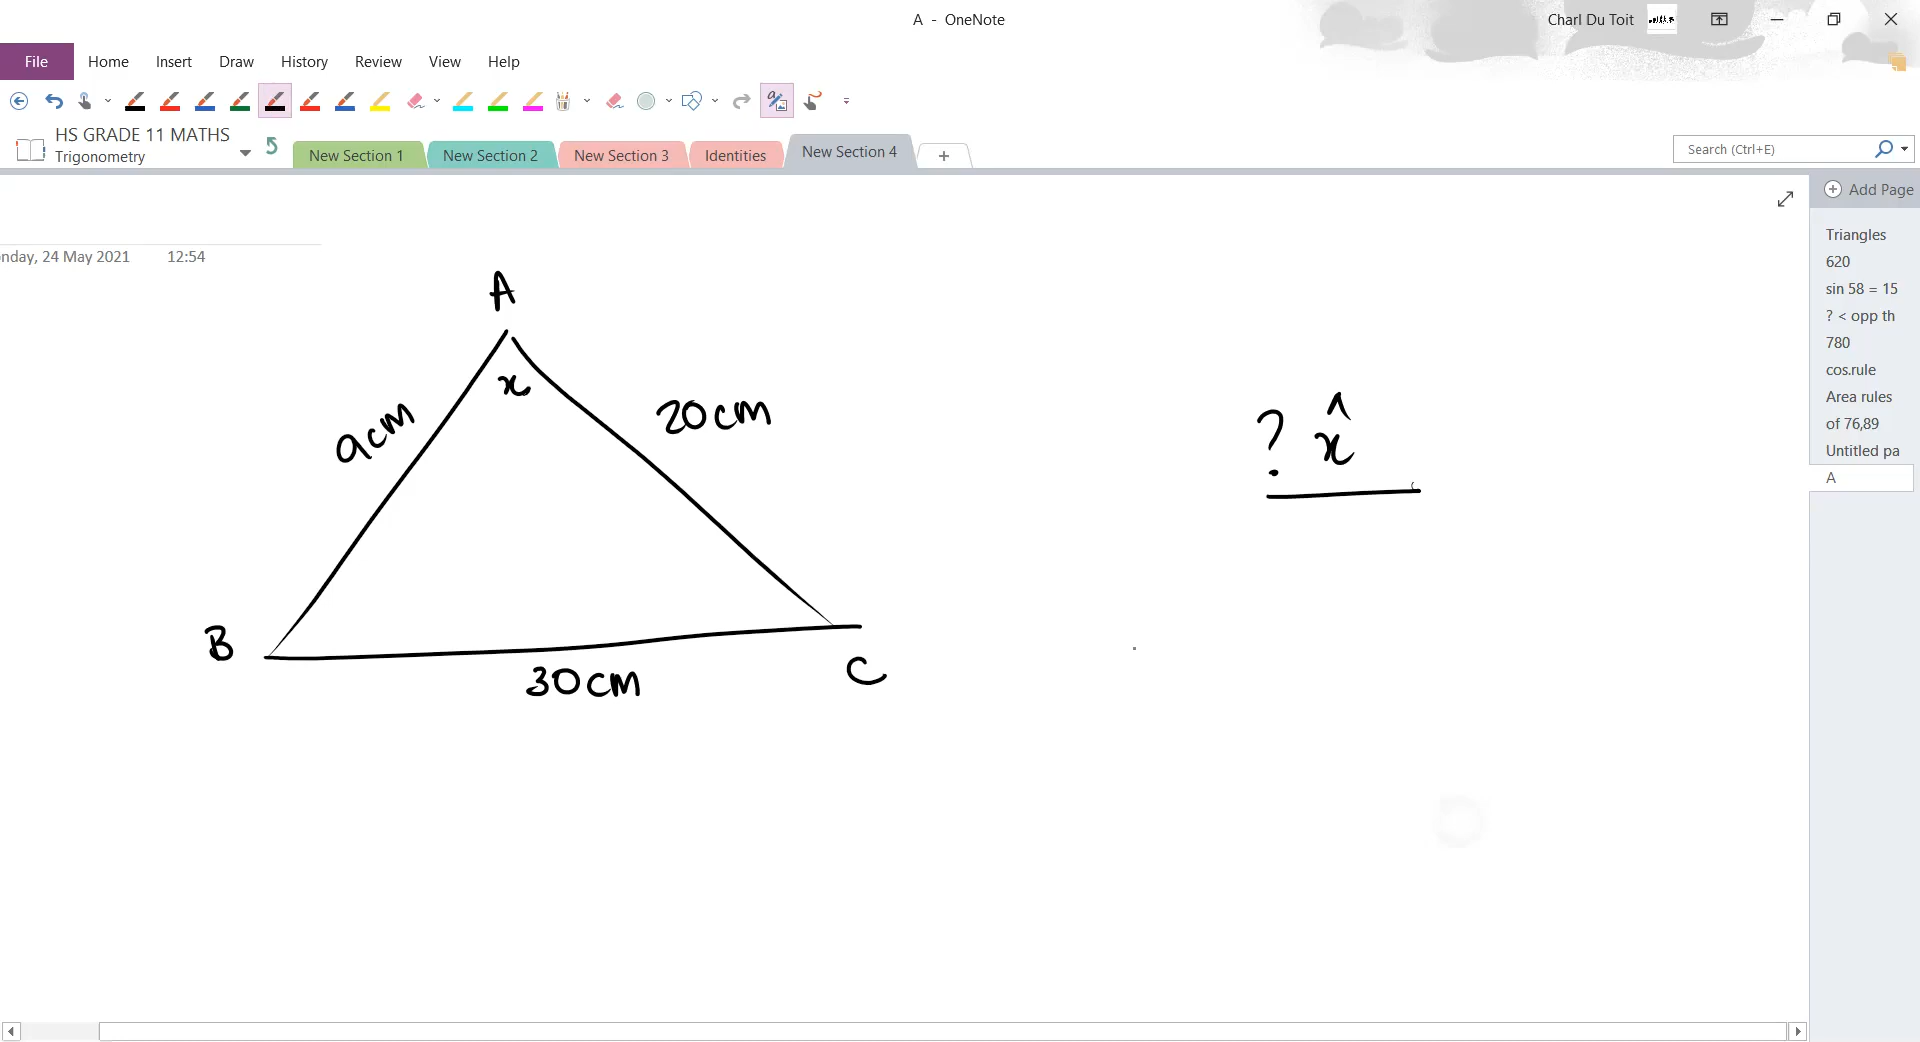 A - OneNote
Charl Du Toit
File Home Insert Draw History Review View Help
HS GRADE 11 MATHS
Trigonometry
New Section 1 New Section 2 New Section 3 Identities New Section 4 +
Search (Ctrl+E)
Add Page
Triangles
620
sin 58 = 15
? < opp th
780
cos.rule
Area rules
of 76,89
Untitled pa
A
nday, 24 May 2021 12:54
A
x
9cm
20cm
B
30cm
C
? x̂